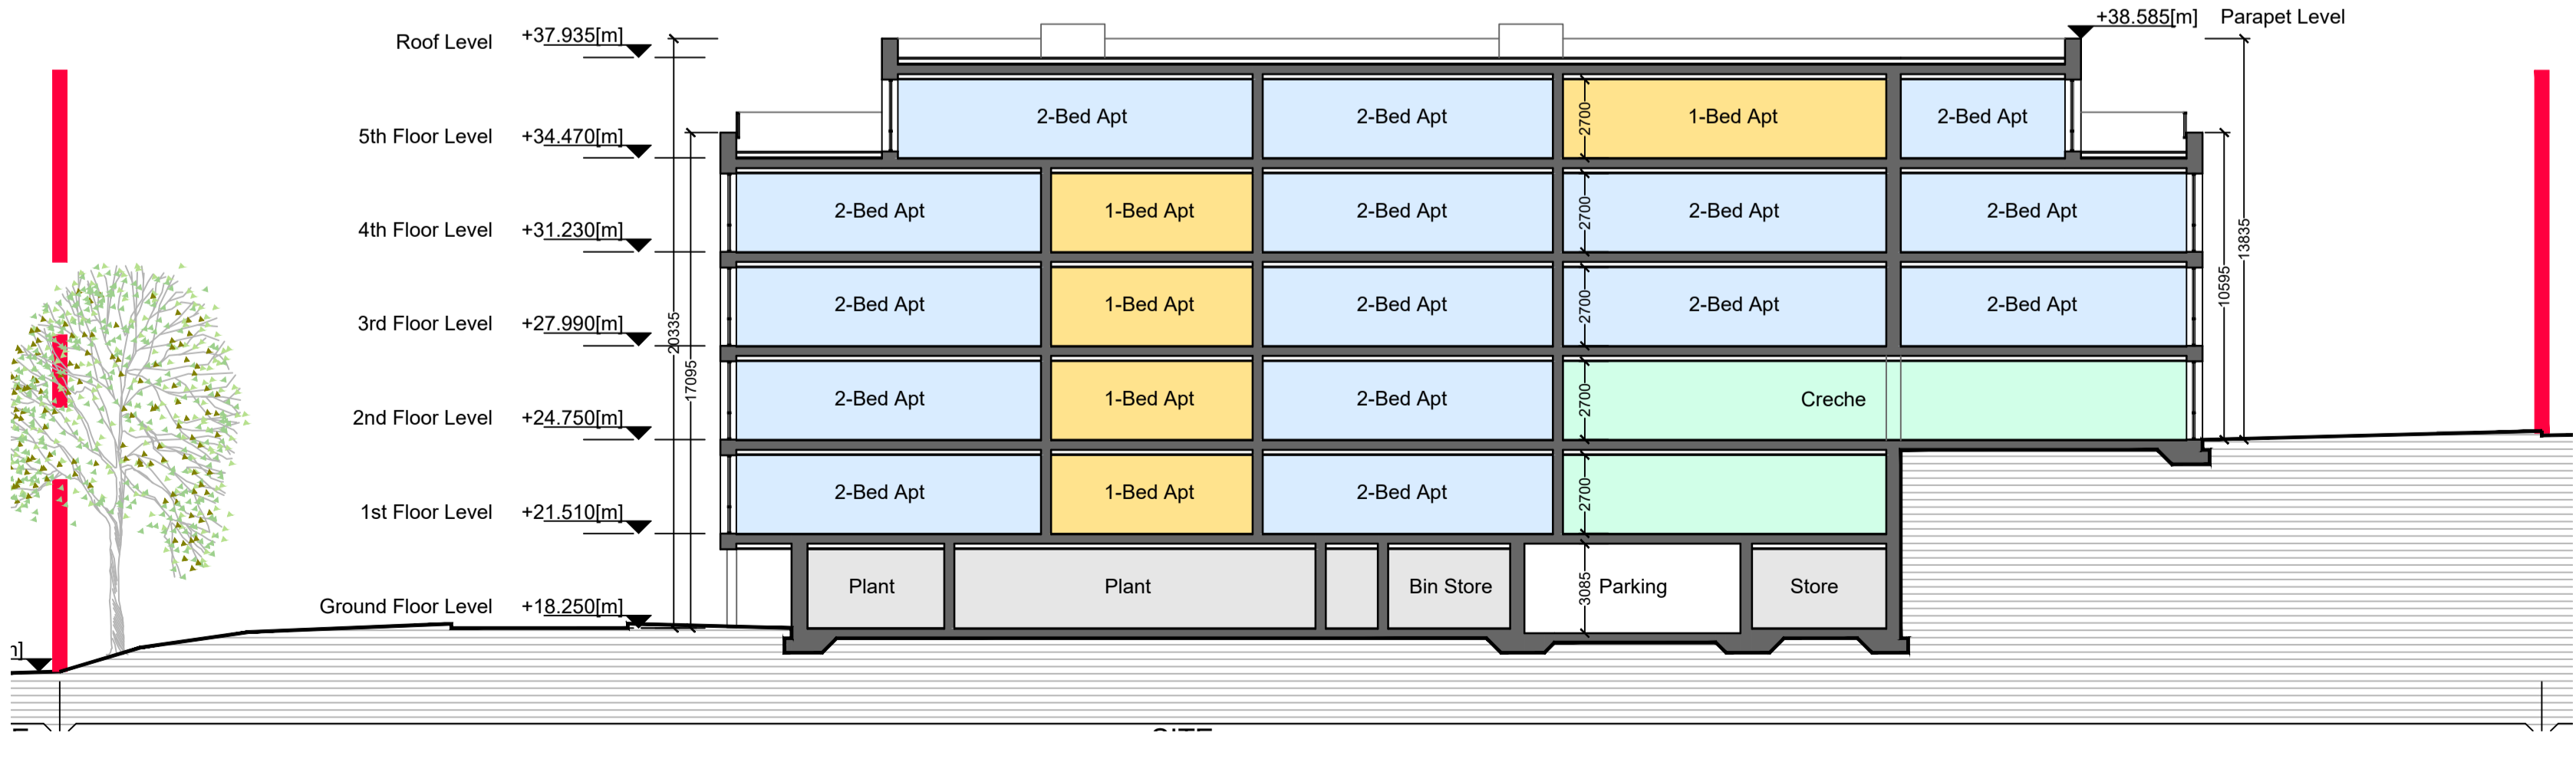 +38.585[m] Parapet Level
Roof Level +37.935[m]
2-Bed Apt 2-Bed Apt 2700 1-Bed Apt 2-Bed Apt
5th Floor Level +34.470[m]
2-Bed Apt 1-Bed Apt 2-Bed Apt 2700 2-Bed Apt 2-Bed Apt
4th Floor Level +31.230[m]
13835
10595
2-Bed Apt 1-Bed Apt 2-Bed Apt 2700 2-Bed Apt 2-Bed Apt
3rd Floor Level +27.990[m]
20335
17095
2-Bed Apt 1-Bed Apt 2-Bed Apt 2700 Creche
2nd Floor Level +24.750[m]
2-Bed Apt 1-Bed Apt 2-Bed Apt 2700
1st Floor Level +21.510[m]
Plant Plant Bin Store 3085 Parking Store
Ground Floor Level +18.250[m]